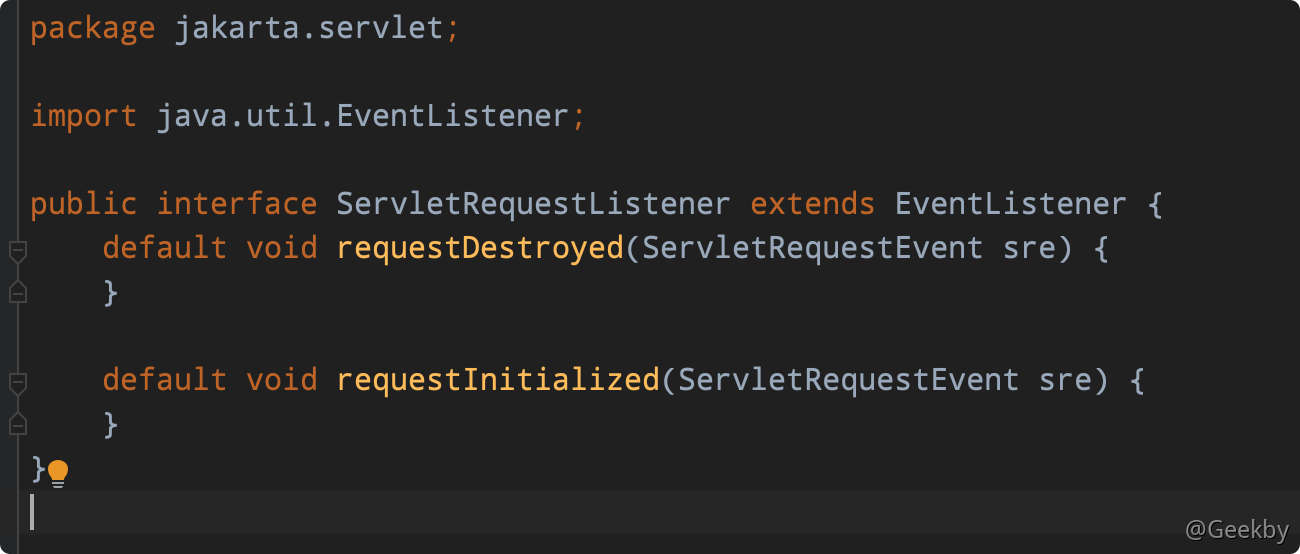 package jakarta.servlet;
import java.util.EventListener;
public interface ServletRequestListener extends EventListener {
    default void requestDestroyed(ServletRequestEvent sre) {
    }
    default void requestInitialized(ServletRequestEvent sre) {
    }
}
@Geekby